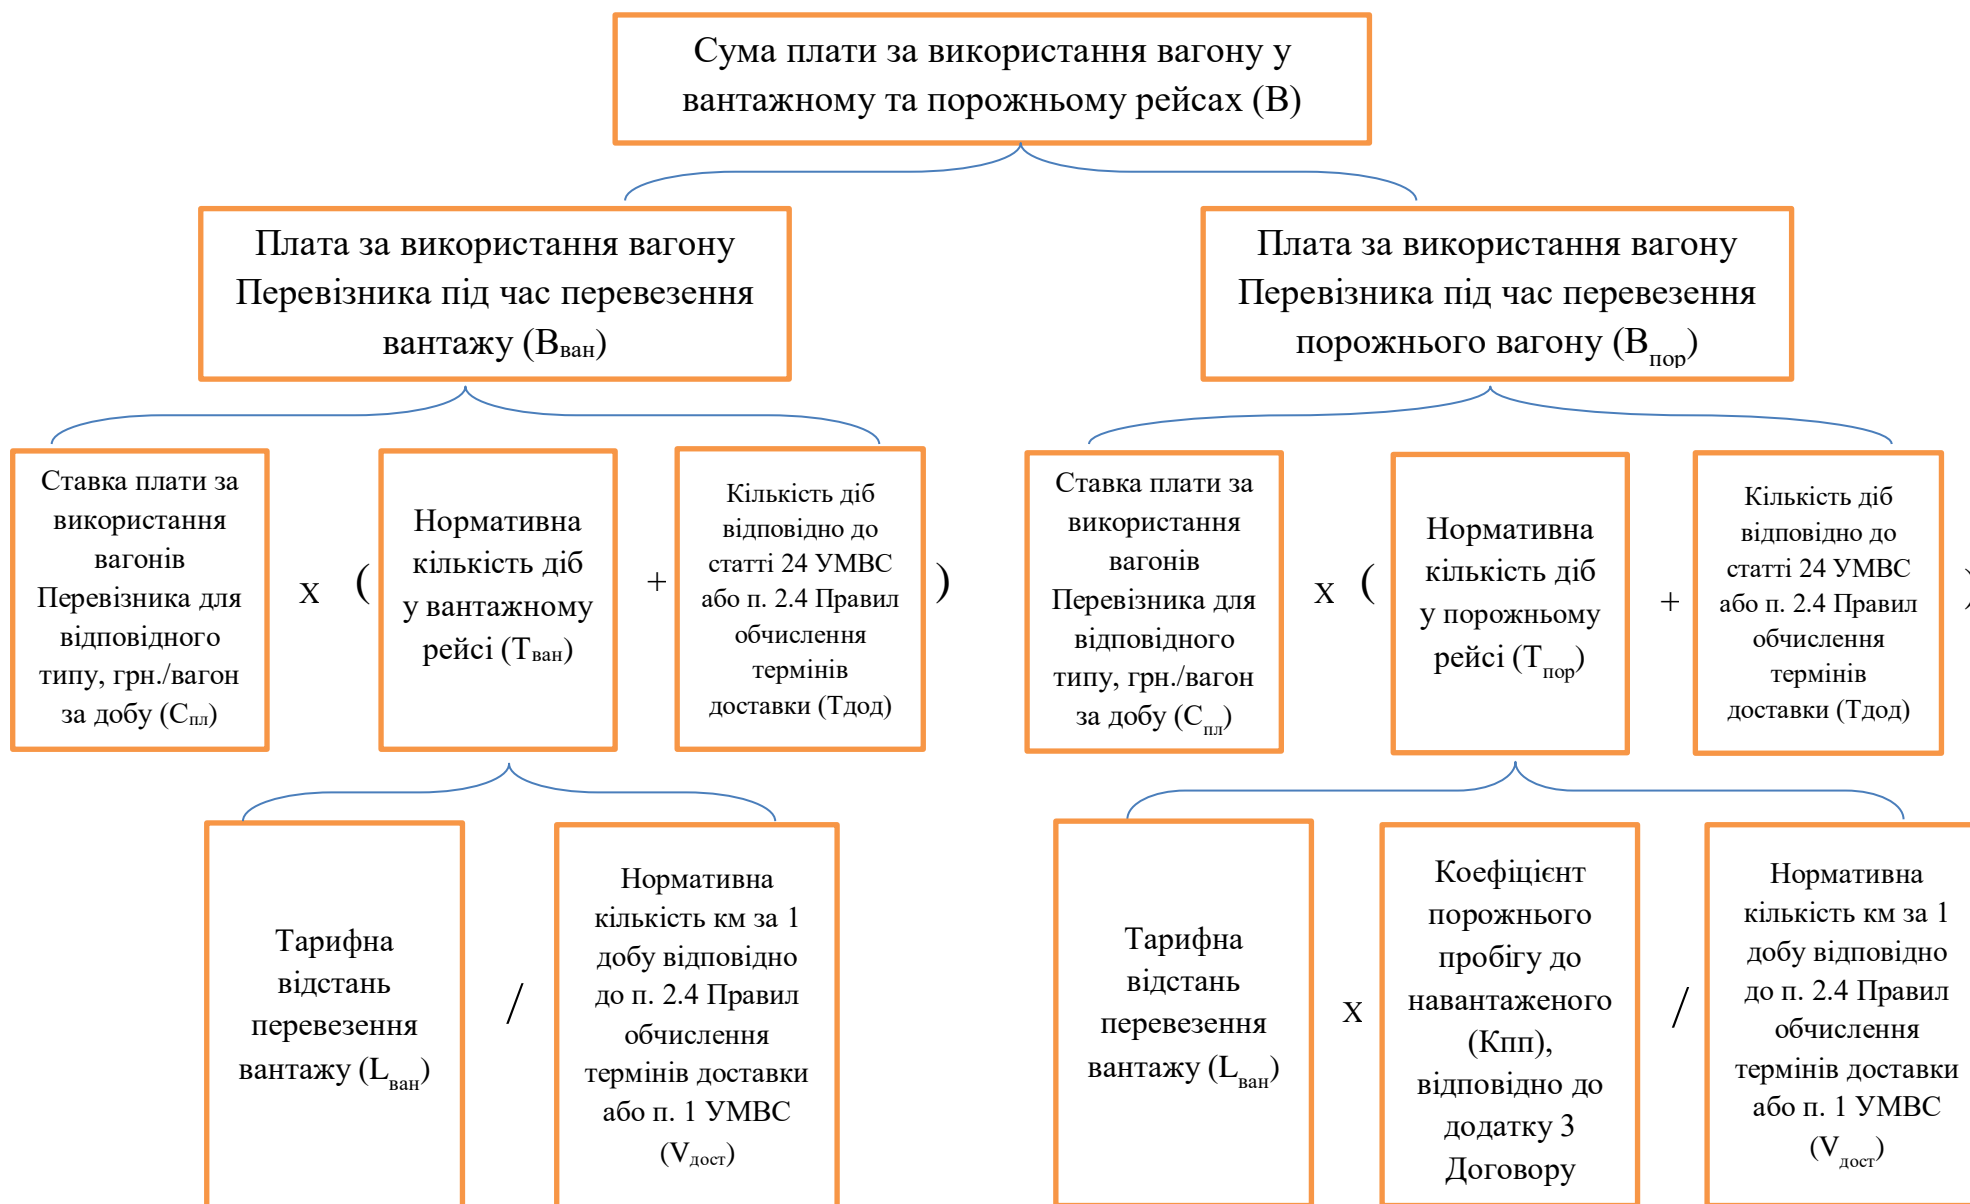 Сума плати за використання вагону у
вантажному та порожньому рейсах (В)
Плата за використання вагону
Перевізника під час перевезення
вантажу (Вван)
Плата за використання вагону
Перевізника під час перевезення
порожнього вагону (Впор)
Ставка плати за
використання
вагонів
Перевізника для
відповідного
типу, грн./вагон
за добу (Спл)
X
(
Нормативна
кількість діб
у вантажному
рейсі (Тван)
+
Кількість діб
відповідно до
статті 24 УМВС
або п. 2.4 Правил
обчислення
термінів
доставки (Тдод)
)
Ставка плати за
використання
вагонів
Перевізника для
відповідного
типу, грн./вагон
за добу (Спл)
X
(
Нормативна
кількість діб
у порожньому
рейсі (Тпор)
+
Кількість діб
відповідно до
статті 24 УМВС
або п. 2.4 Правил
обчислення
термінів
доставки (Тдод)
)
Тарифна
відстань
перевезення
вантажу (Lван)
/
Нормативна
кількість км за 1
добу відповідно
до п. 2.4 Правил
обчислення
термінів доставки
або п. 1 УМВС
(Vдост)
Тарифна
відстань
перевезення
вантажу (Lван)
X
Коефіцієнт
порожнього
пробігу до
навантаженого
(Кпп),
відповідно до
додатку 3
Договору
/
Нормативна
кількість км за 1
добу відповідно
до п. 2.4 Правил
обчислення
термінів доставки
або п. 1 УМВС
(Vдост)